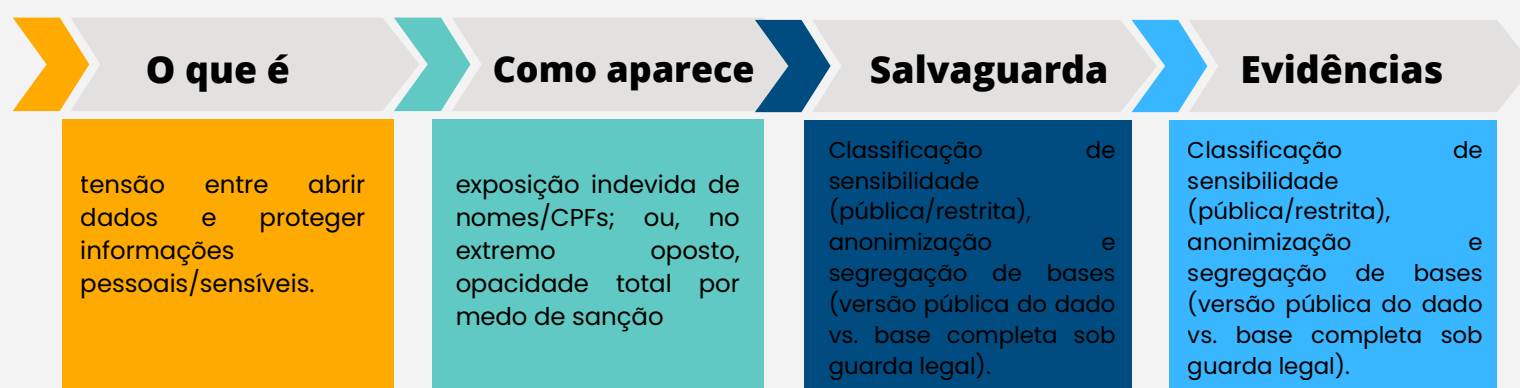 O que é
Como aparece
Salvaguarda
Evidências
tensão entre abrir
dados e proteger
informações
pessoais/sensíveis.
exposição indevida de
nomes/CPFs; ou, no
extremo oposto,
opacidade total por
medo de sanção
Classificação de
sensibilidade
(pública/restrita),
anonimização e
segregação de bases
(versão pública do dado
vs. base completa sob
guarda legal).
Classificação de
sensibilidade
(pública/restrita),
anonimização e
segregação de bases
(versão pública do dado
vs. base completa sob
guarda legal).